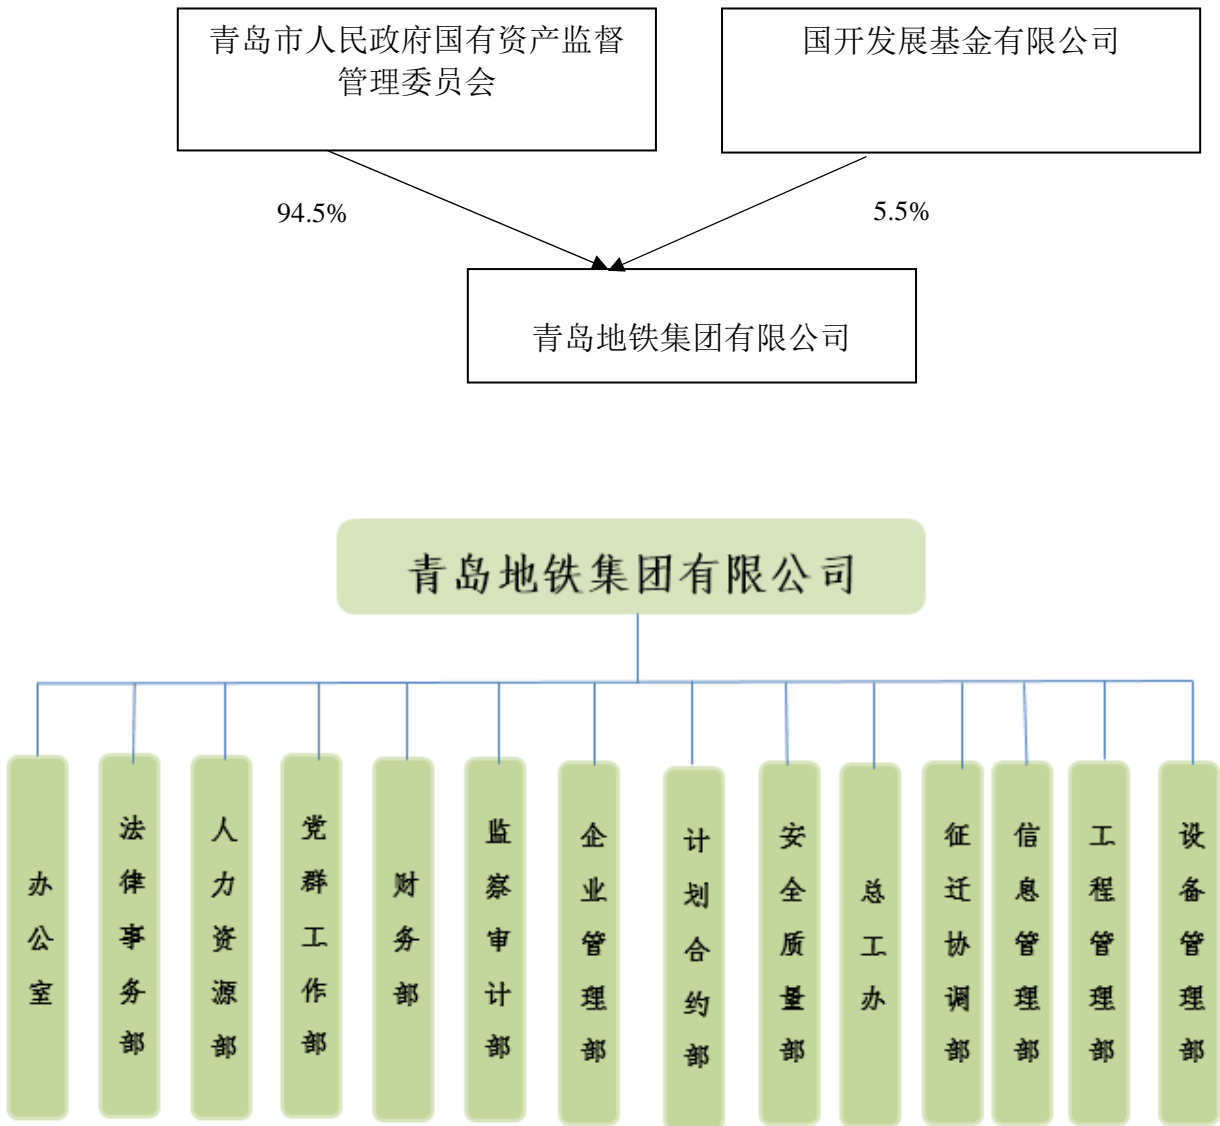 青岛市人民政府国有资产监督
管理委员会
国开发展基金有限公司
94.5%
5.5%
青岛地铁集团有限公司
青岛地铁集团有限公司
办公室
法律事务部
人力资源部
党群工作部
财务部
监察审计部
企业管理部
计划合约部
安全质量部
总工办
征迁协调部
信息管理部
工程管理部
设备管理部